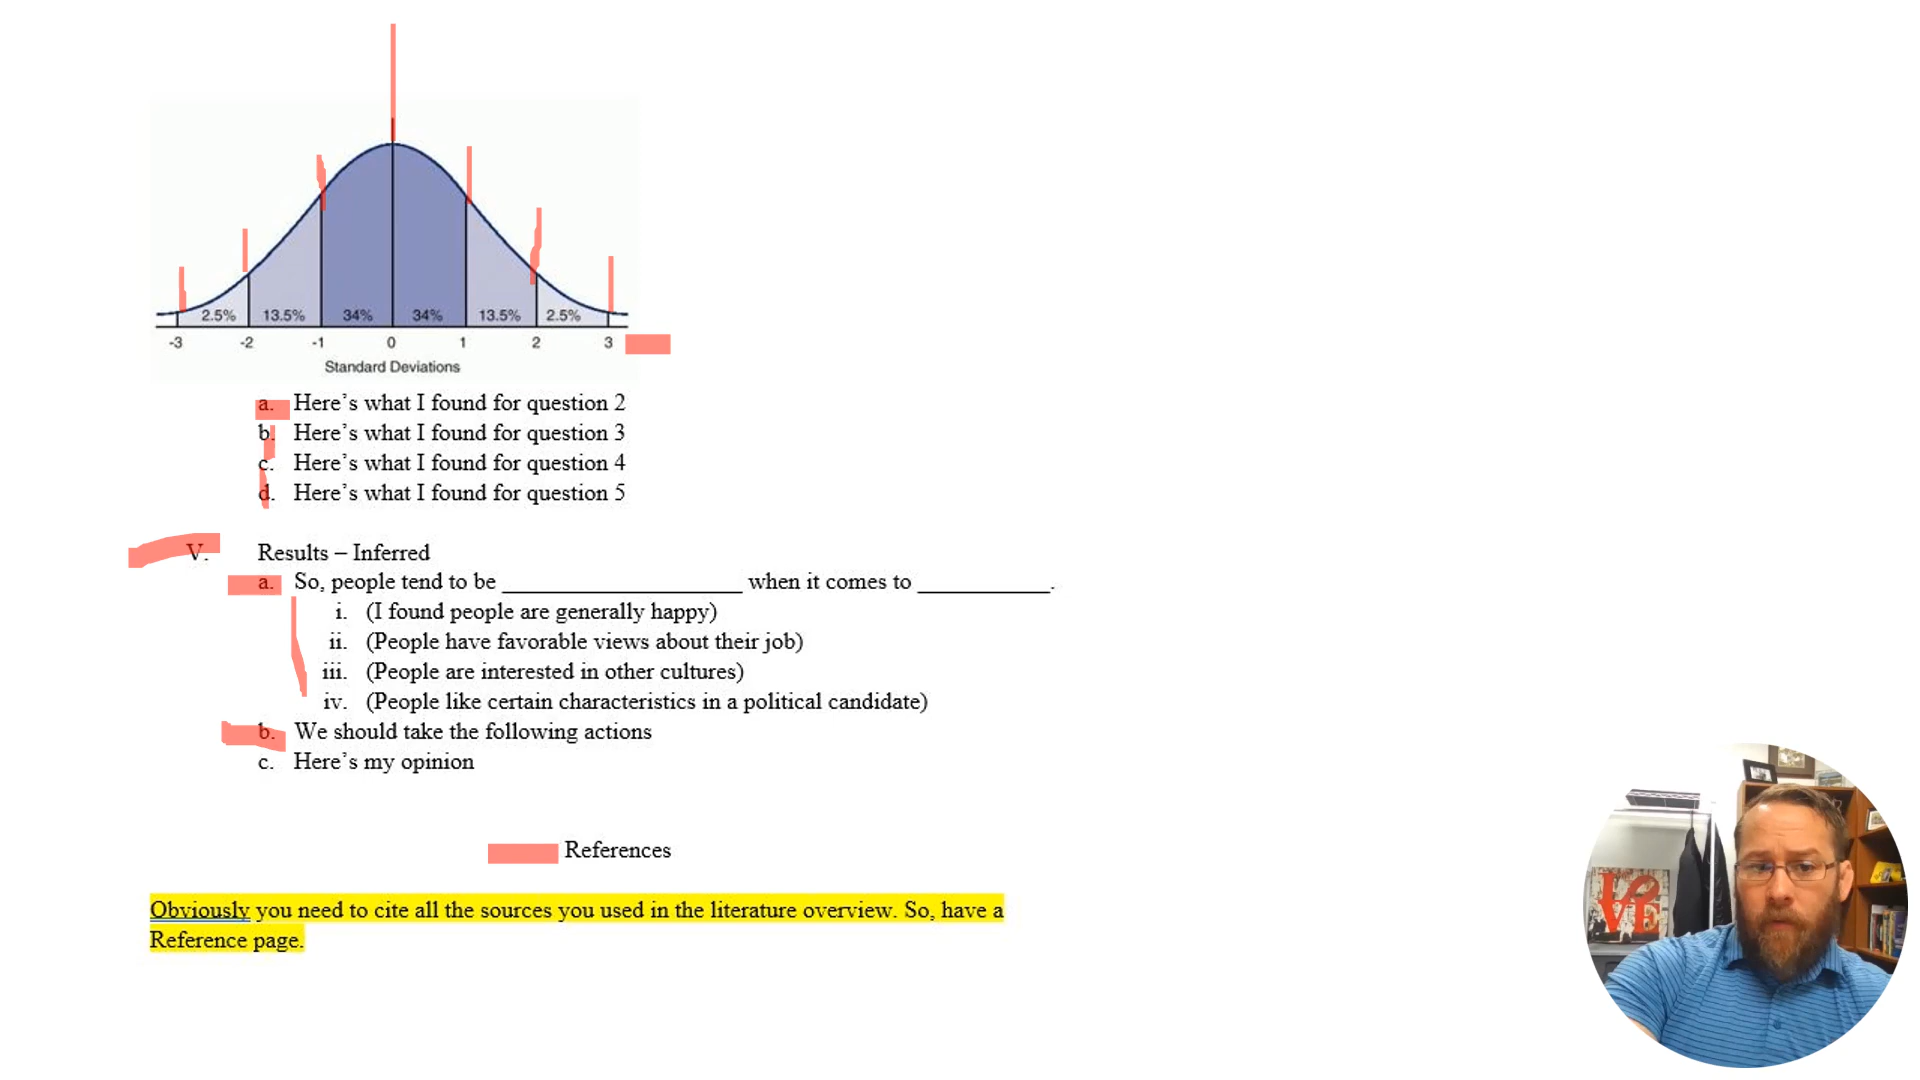 2.5% 13.5% 34% 34% 13.5% 2.5%
-3 -2 -1 0 1 2 3
Standard Deviations
a. Here's what I found for question 2
b. Here's what I found for question 3
c. Here's what I found for question 4
d. Here's what I found for question 5
V. Results – Inferred
a. So, people tend to be ____________________ when it comes to ___________.
i. (I found people are generally happy)
ii. (People have favorable views about their job)
iii. (People are interested in other cultures)
iv. (People like certain characteristics in a political candidate)
b. We should take the following actions
c. Here's my opinion
References
Obviously you need to cite all the sources you used in the literature overview. So, have a
Reference page.
LOVE